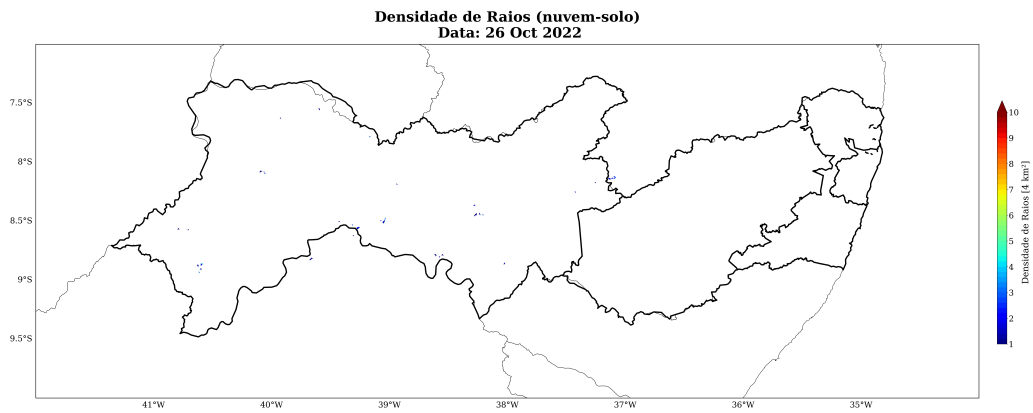 Densidade de Raios (nuvem-solo)
Data: 26 Oct 2022
7.5°S
8°S
8.5°S
9°S
9.5°S
41°W
40°W
39°W
38°W
37°W
36°W
35°W
10
9
8
7
6
5
4
3
2
1
Densidade de Raios [4 km²]